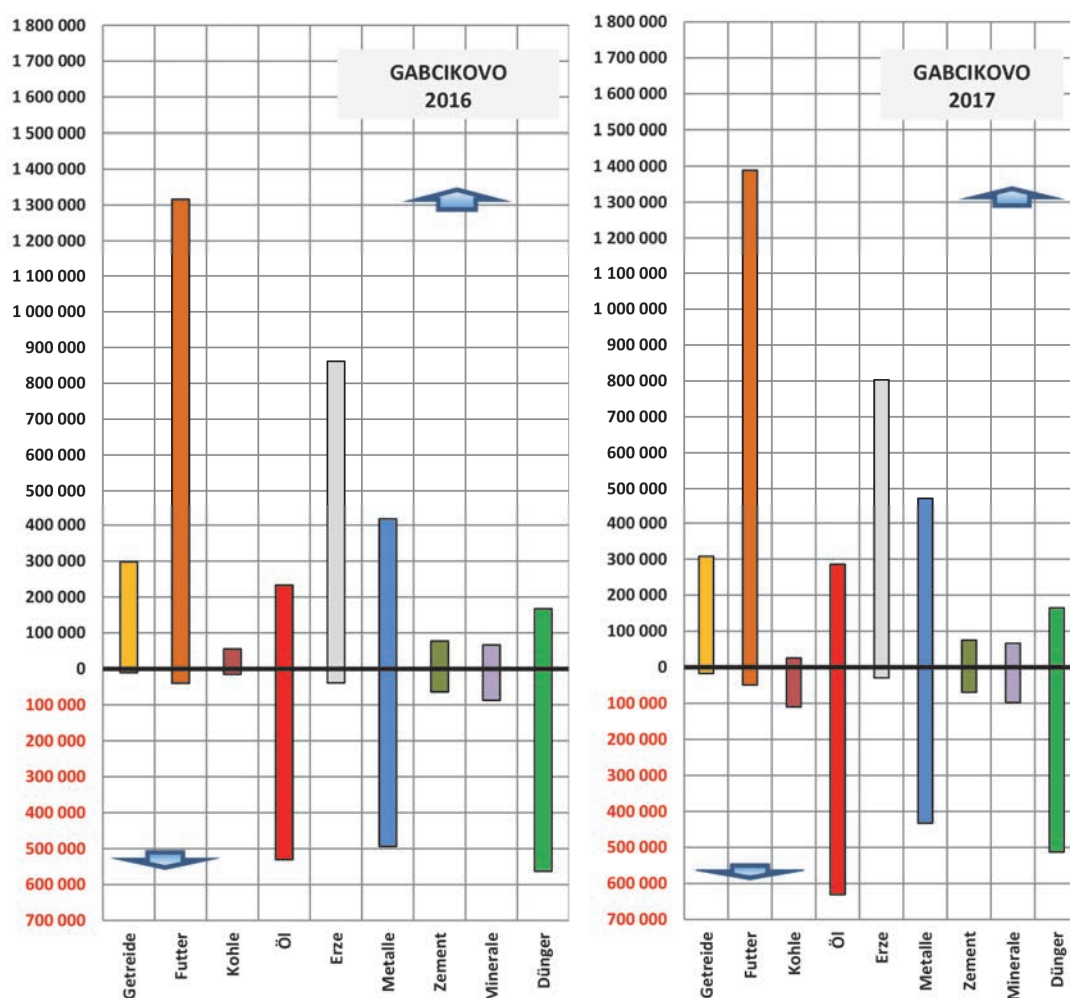 GABCIKOVO
2016
1 800 000
1 700 000
1 600 000
1 500 000
1 400 000
1 300 000
1 200 000
1 100 000
1 000 000
900 000
800 000
700 000
600 000
500 000
400 000
300 000
200 000
100 000
0
100 000
200 000
300 000
400 000
500 000
600 000
700 000
Getreide
Futter
Kohle
Öl
Erze
Metalle
Zement
Minerale
Dünger
GABCIKOVO
2017
1 800 000
1 700 000
1 600 000
1 500 000
1 400 000
1 300 000
1 200 000
1 100 000
1 000 000
900 000
800 000
700 000
600 000
500 000
400 000
300 000
200 000
100 000
0
100 000
200 000
300 000
400 000
500 000
600 000
700 000
Getreide
Futter
Kohle
Öl
Erze
Metalle
Zement
Minerale
Dünger